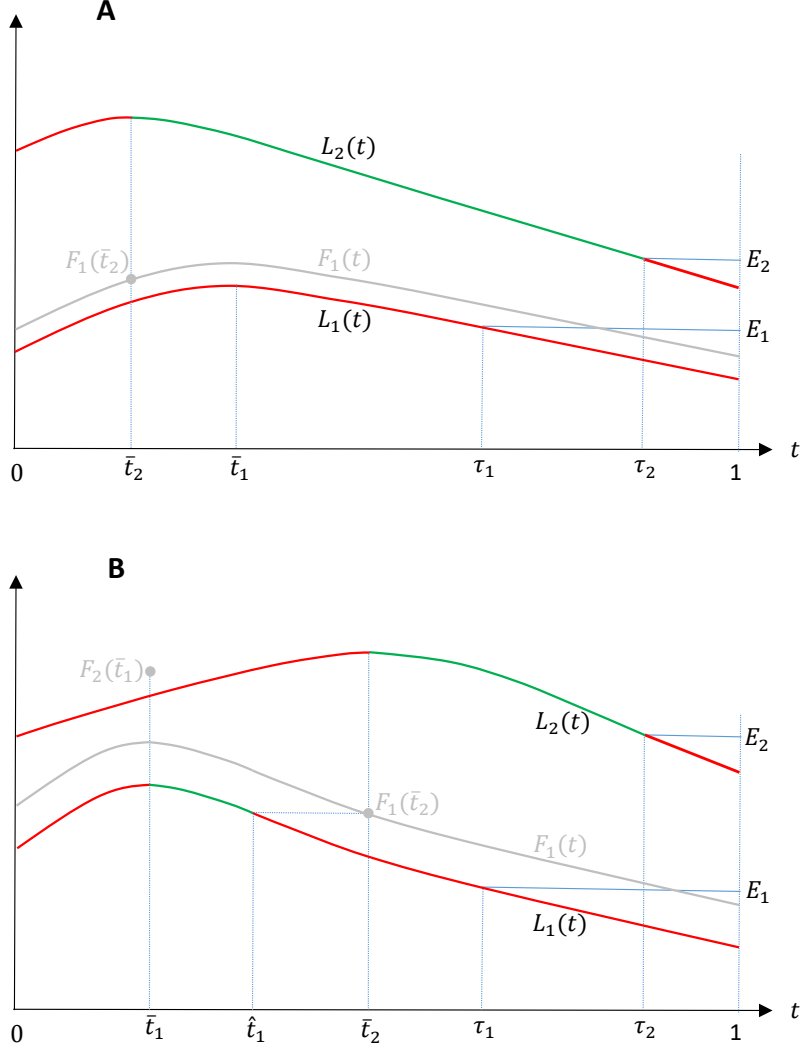 A
L₂(t)
F₁(t̄₂)
F₁(t)
E₂
L₁(t)
E₁
0
t̄₂
t̄₁
τ₁
τ₂
1
t
B
F₂(t̄₁)
L₂(t)
E₂
F₁(t̄₂)
F₁(t)
E₁
L₁(t)
0
t̄₁
t̂₁
t̄₂
τ₁
τ₂
1
t